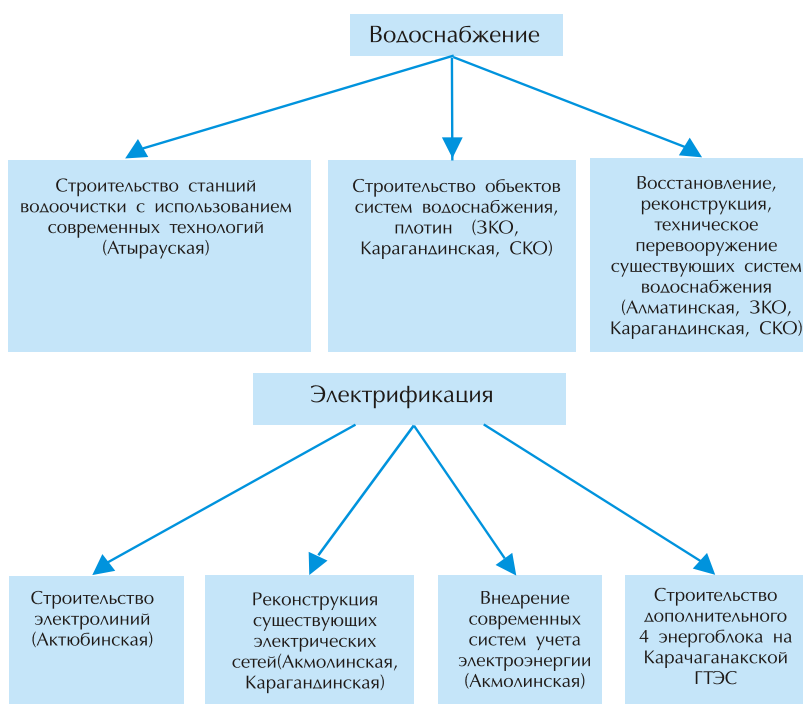 Водоснабжение
Строительство станций
водоочистки с использованием
современных технологий
(Атырауская)
Строительство объектов
систем водоснабжения,
плотин (ЗКО,
Карагандинская, СКО)
Восстановление,
реконструкция,
техническое
перевооружение
существующих систем
водоснабжения
(Алматинская, ЗКО,
Карагандинская, СКО)
Электрификация
Строительство
электролиний
(Актюбинская)
Реконструкция
существующих
электрических
сетей(Акмолинская,
Карагандинская)
Внедрение
современных
систем учета
электроэнергии
(Акмолинская)
Строительство
дополнительного
4 энергоблока на
Карачаганакской
ГТЭС